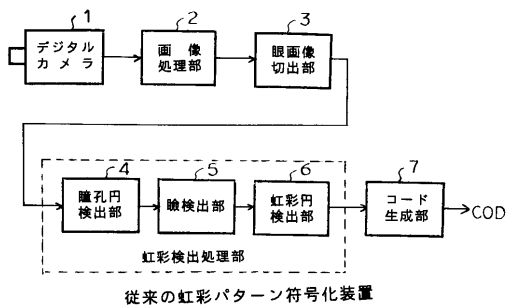 1
デジタル
カメラ
2
画像
処理部
3
眼画像
切出部
4
瞳孔円
検出部
5
瞼検出部
6
虹彩円
検出部
7
コード
生成部
COD
虹彩検出処理部
従来の虹彩パターン符号化装置